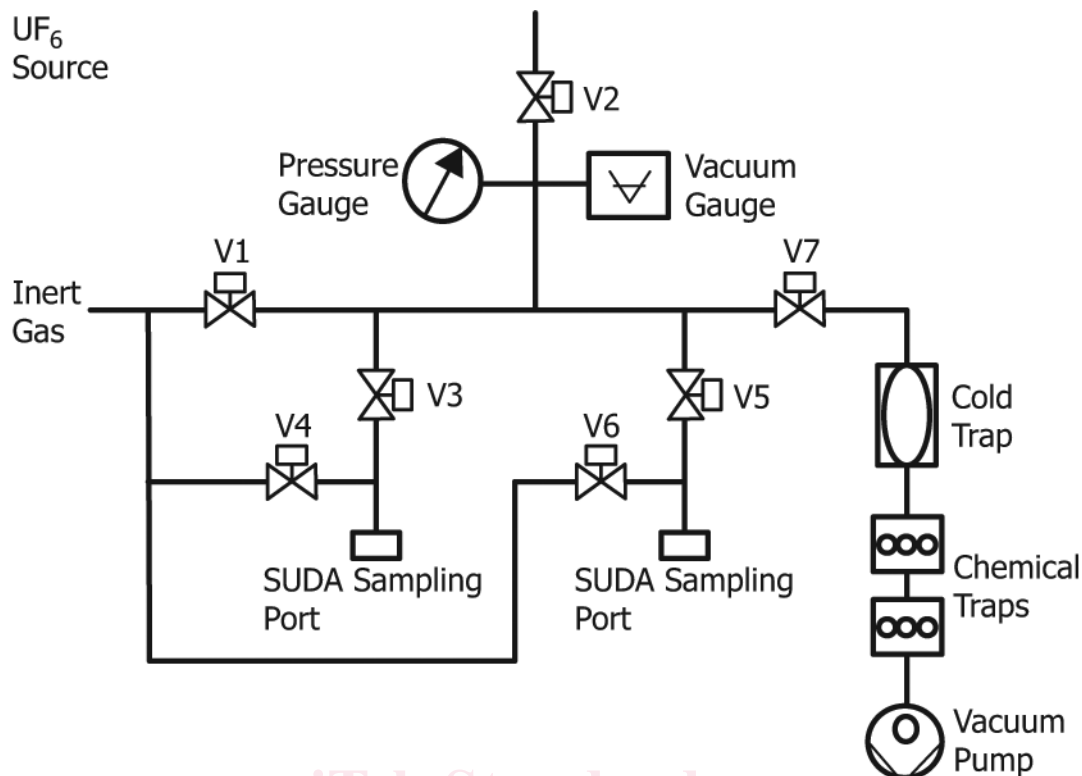 UF6
Source
V2
Pressure
Gauge
Vacuum
Gauge
V1
V7
Inert
Gas
V3
V5
V4
V6
Cold
Trap
SUDA Sampling
Port
SUDA Sampling
Port
Chemical
Traps
Vacuum
Pump